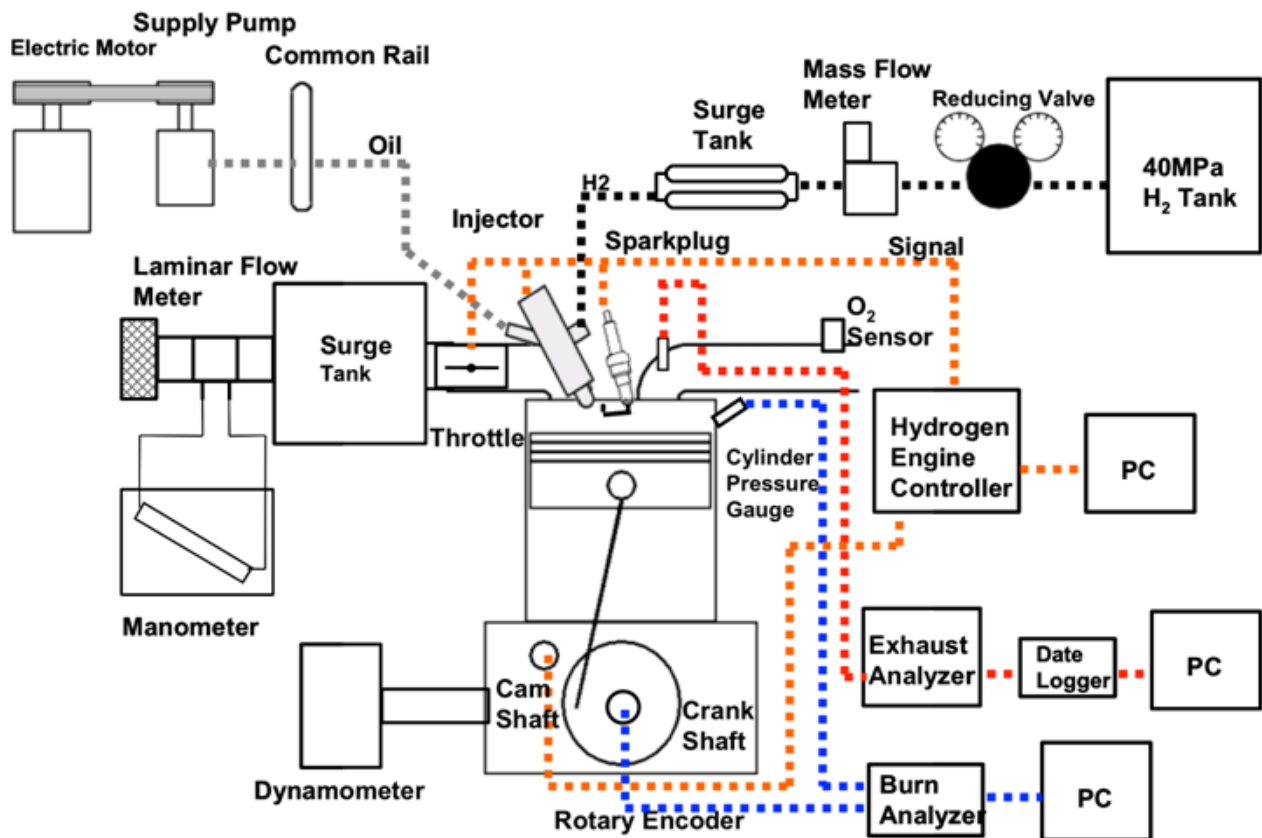 Supply Pump
Electric Motor
Common Rail
Oil
Mass Flow
Meter
Reducing Valve
Surge
Tank
40MPa
H₂ Tank
H2
Injector
Sparkplug
Signal
Laminar Flow
Meter
Surge
Tank
O₂
Sensor
Throttle
Cylinder
Pressure
Gauge
Hydrogen
Engine
Controller
PC
Manometer
Exhaust
Analyzer
Date
Logger
PC
Cam
Shaft
Crank
Shaft
Dynamometer
Rotary Encoder
Burn
Analyzer
PC